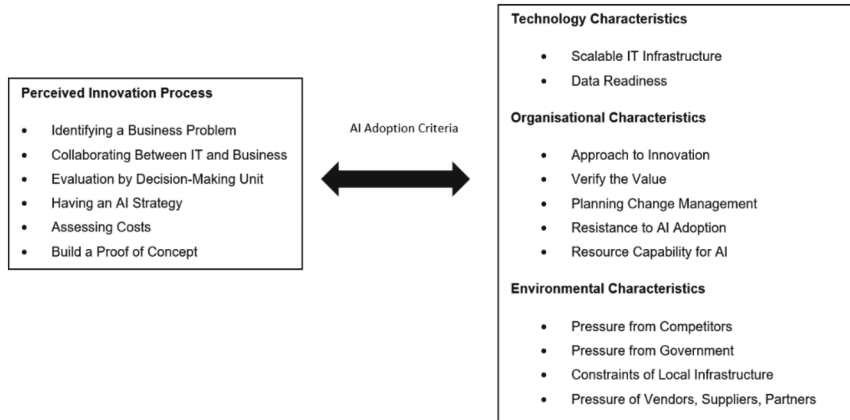 Perceived Innovation Process
• Identifying a Business Problem
• Collaborating Between IT and Business
• Evaluation by Decision-Making Unit
• Having an AI Strategy
• Assessing Costs
• Build a Proof of Concept
AI Adoption Criteria
Technology Characteristics
• Scalable IT Infrastructure
• Data Readiness
Organisational Characteristics
• Approach to Innovation
• Verify the Value
• Planning Change Management
• Resistance to AI Adoption
• Resource Capability for AI
Environmental Characteristics
• Pressure from Competitors
• Pressure from Government
• Constraints of Local Infrastructure
• Pressure of Vendors, Suppliers, Partners